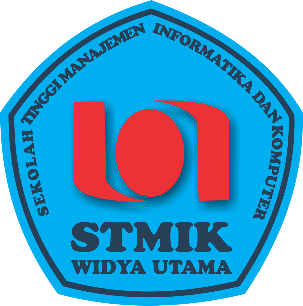 SEKOLAH TINGGI MANAJEMEN INFORMATIKA DAN KOMPUTER
STMIK
WIDYA UTAMA